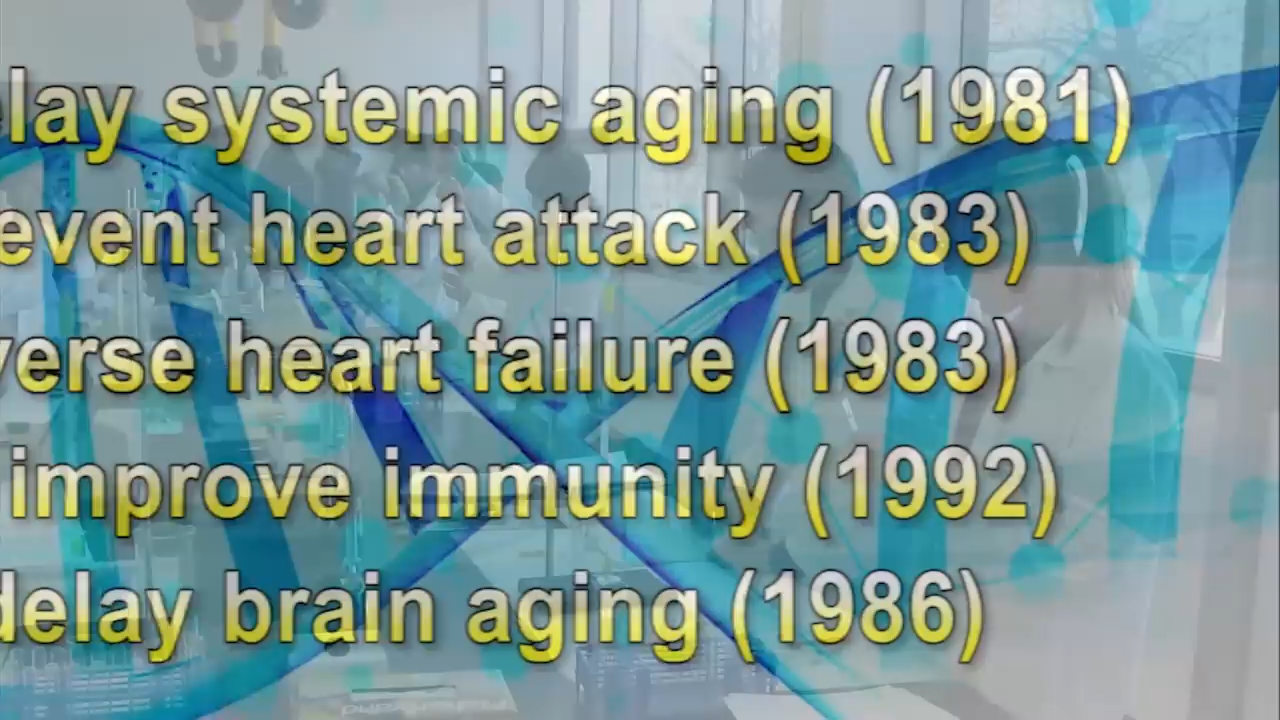 elay systemic aging (1981)
event heart attack (1983)
verse heart failure (1983)
improve immunity (1992)
delay brain aging (1986)